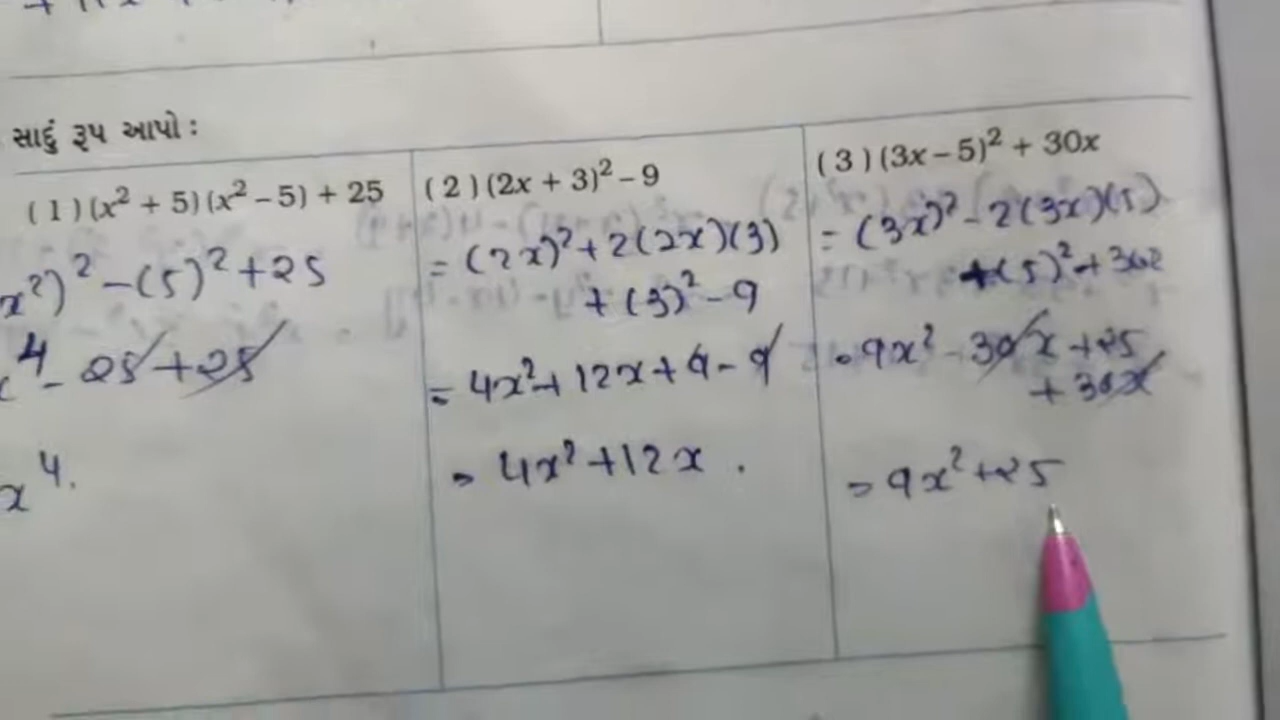 સાદું રૂપ આપો :
( 1 ) (x² + 5) (x² – 5) + 25
x²)² – (5)² + 25
x⁴ – 25 + 25
x⁴.
( 2 ) (2x + 3)² – 9
= (2x)² + 2(2x)(3)
+ (3)² – 9
= 4x² + 12x + 9 – 9
= 4x² + 12x .
( 3 ) (3x – 5)² + 30x
= (3x)² – 2(3x)(5)
+ (5)² + 30x
= 9x² – 30x + 25
+ 30x
= 9x² + 25